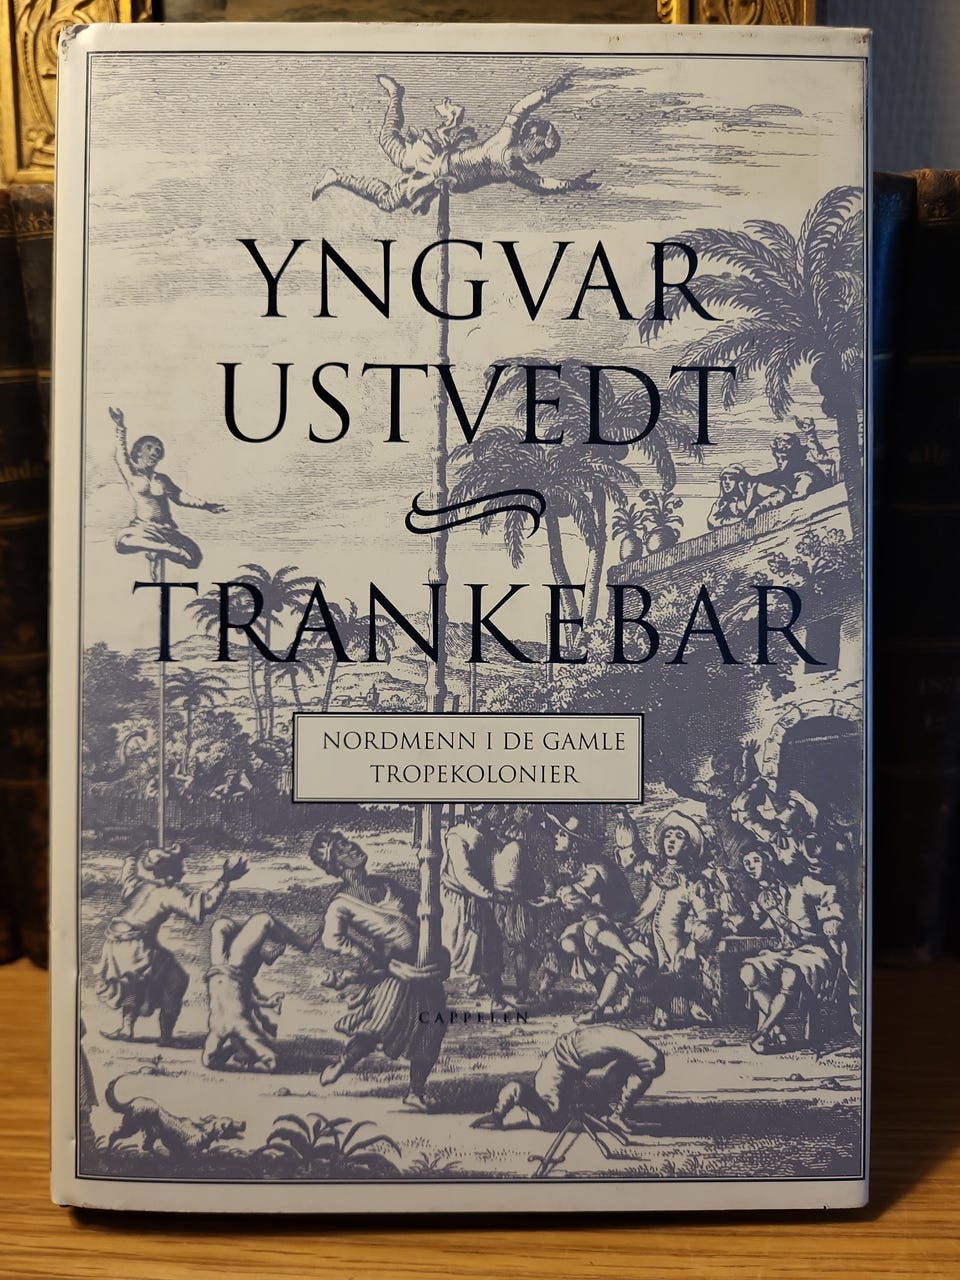 YNGVAR
USTVEDT
TRANKEBAR
NORDMENN I DE GAMLE
TROPEKOLONIER
CAPPELEN